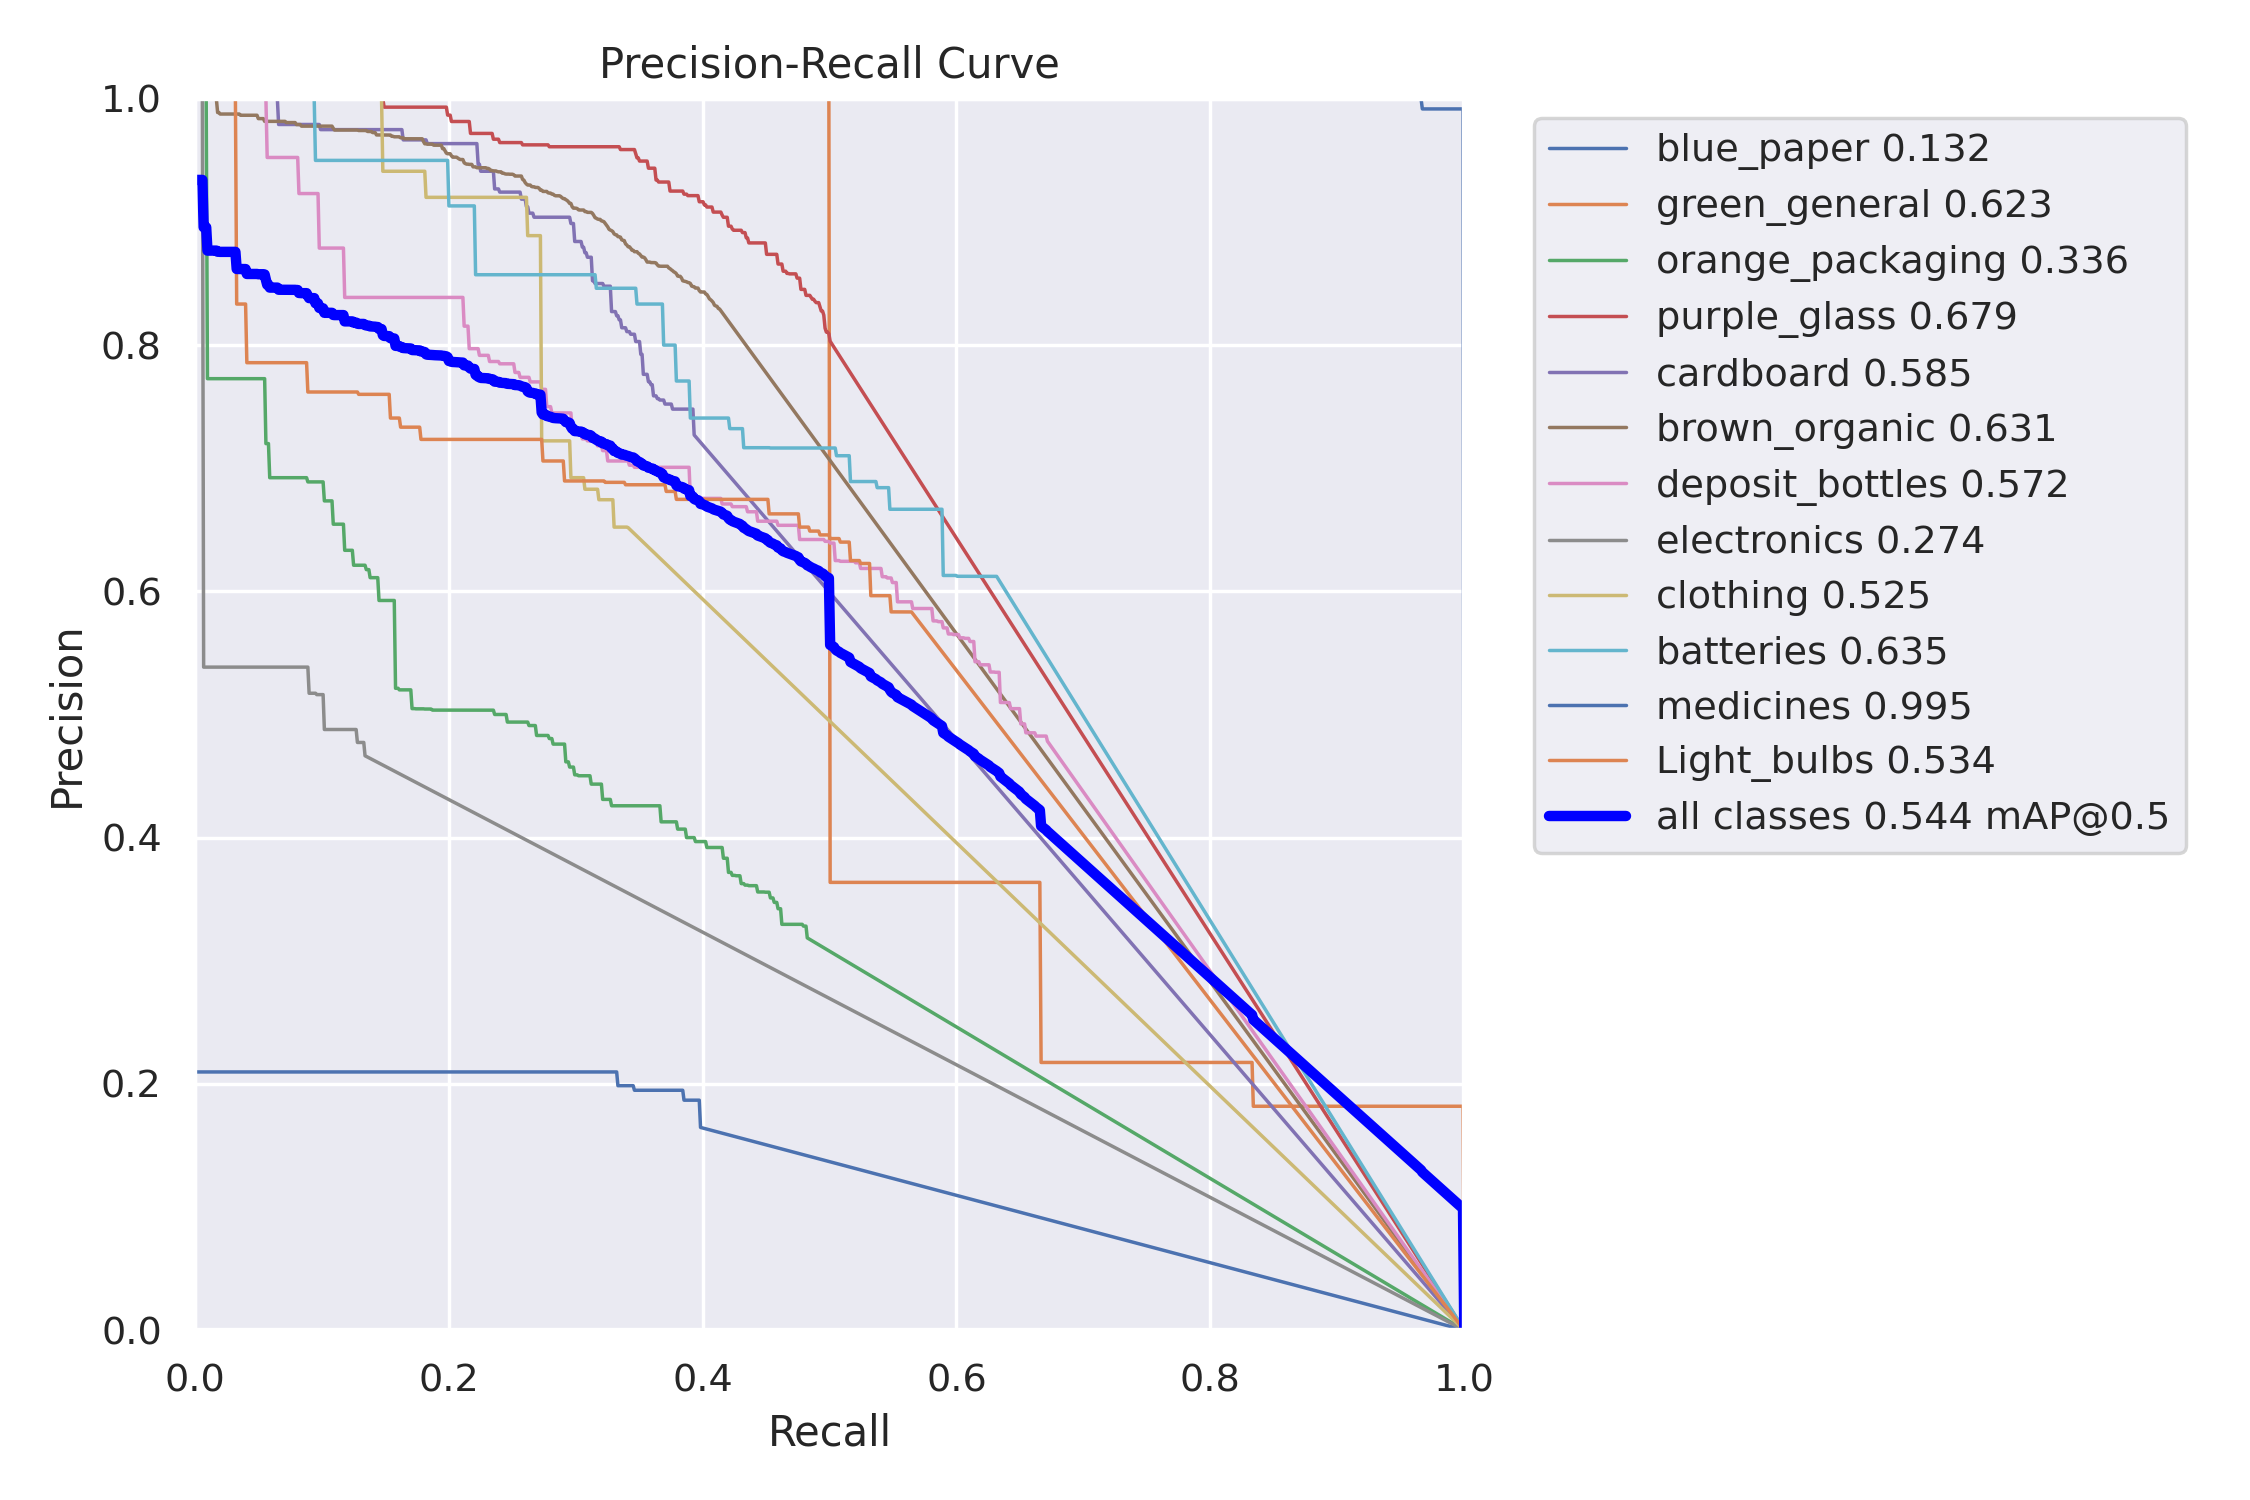 Precision-Recall Curve
1.0
0.8
0.6
0.4
0.2
0.0
Precision
0.0 0.2 0.4 0.6 0.8 1.0
Recall
blue_paper 0.132
green_general 0.623
orange_packaging 0.336
purple_glass 0.679
cardboard 0.585
brown_organic 0.631
deposit_bottles 0.572
electronics 0.274
clothing 0.525
batteries 0.635
medicines 0.995
Light_bulbs 0.534
all classes 0.544 mAP@0.5